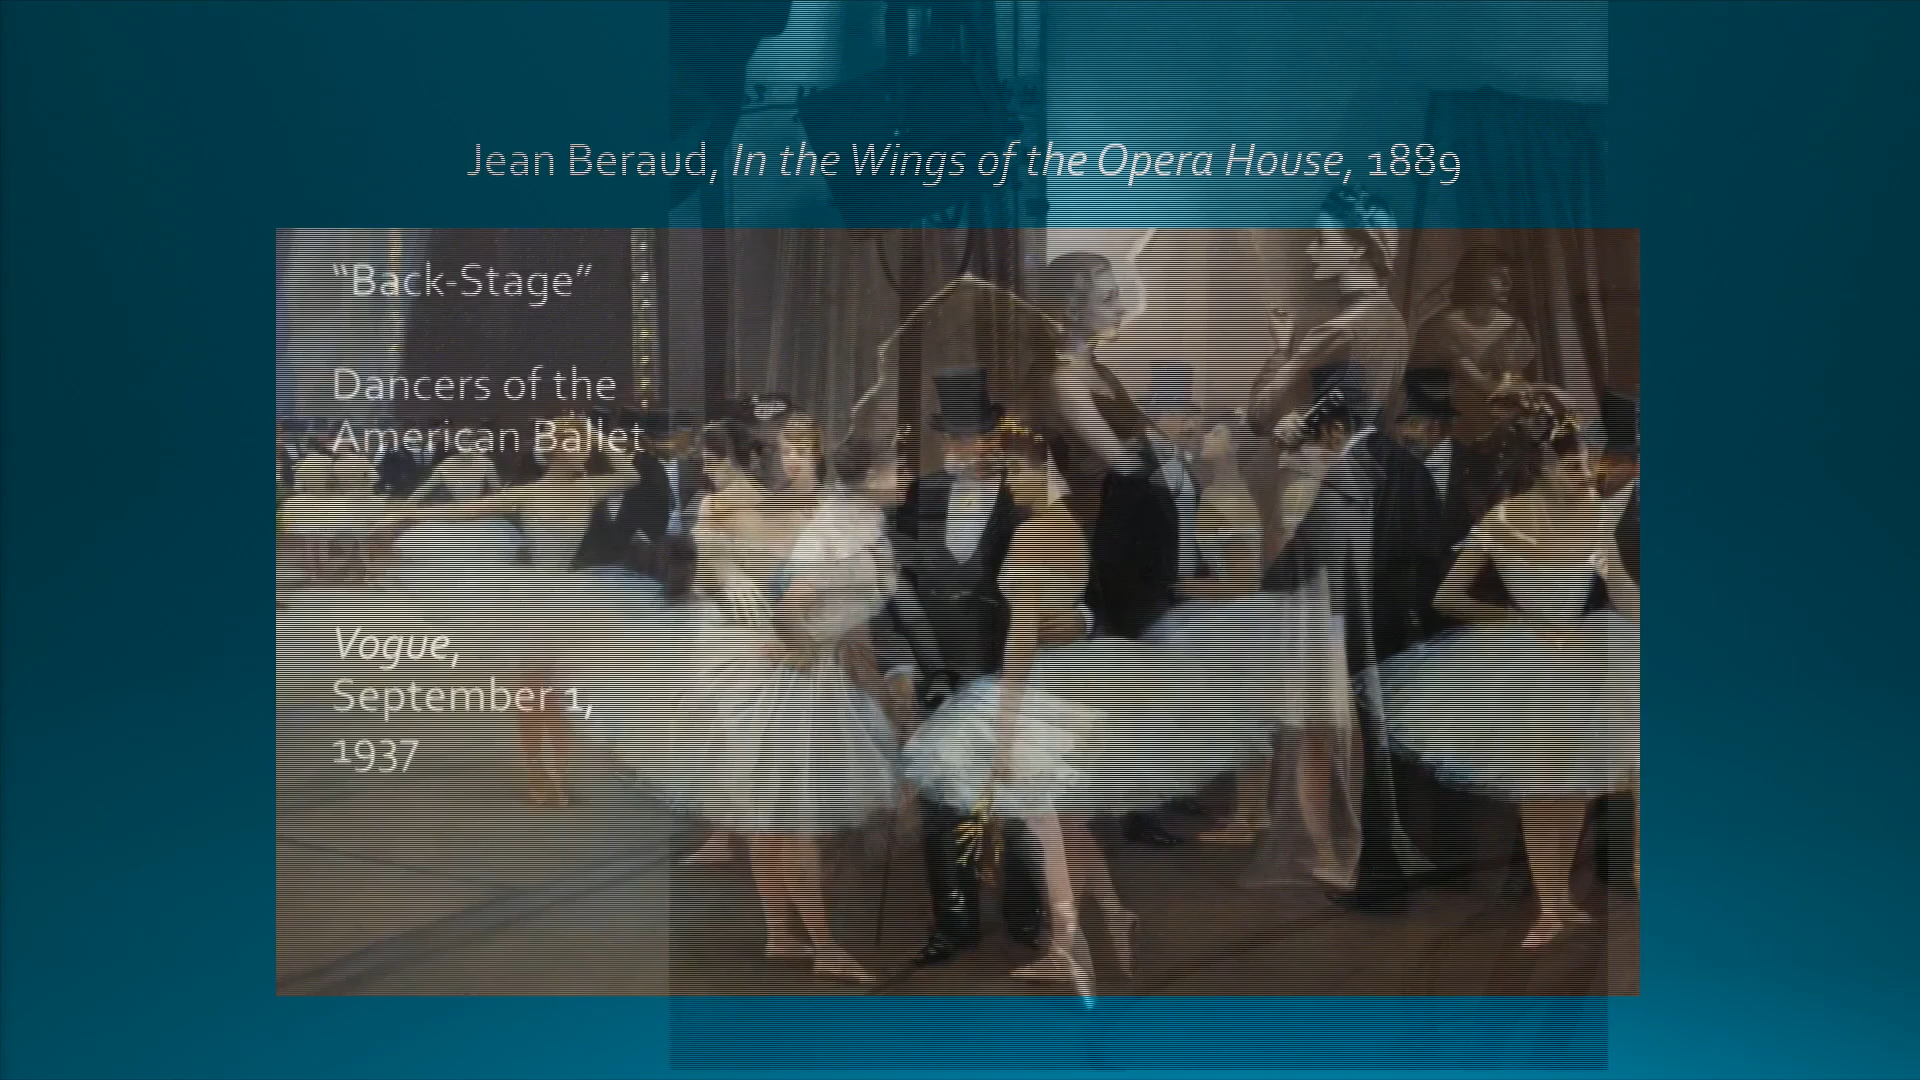 Jean Beraud, In the Wings of the Opera House, 1889
“Back-Stage”
Dancers of the
American Ballet
Vogue,
September 1,
1937